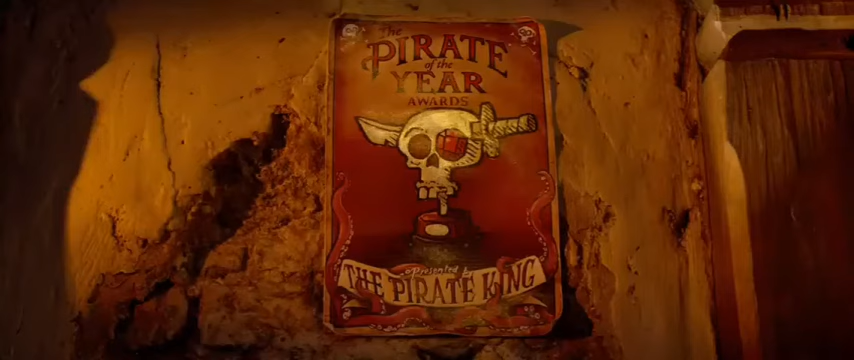 The
PIRATE
of the
YEAR
AWARDS
Presented by
THE PIRATE KING